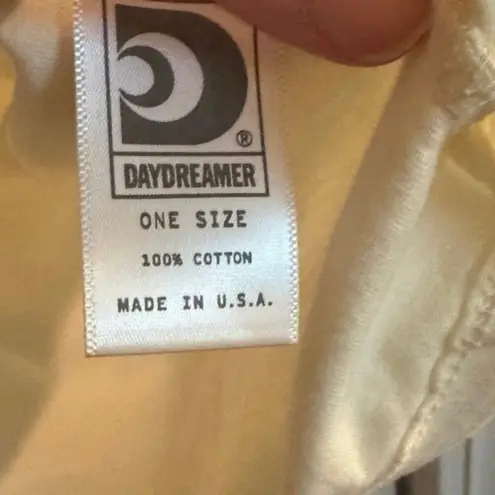 D
®
DAYDREAMER
ONE SIZE
100% COTTON
MADE IN U.S.A.